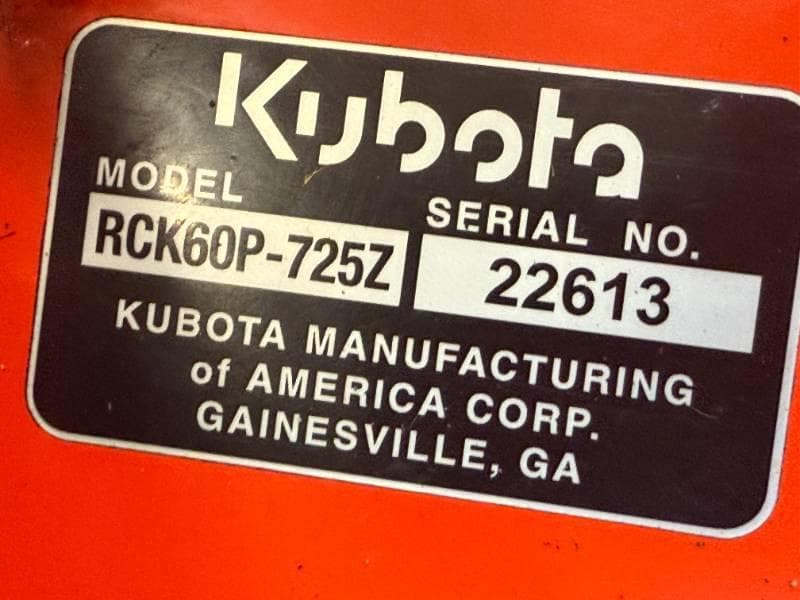 Kubota
MODEL
SERIAL NO.
RCK60P-725Z
22613
KUBOTA MANUFACTURING
of AMERICA CORP.
GAINESVILLE, GA